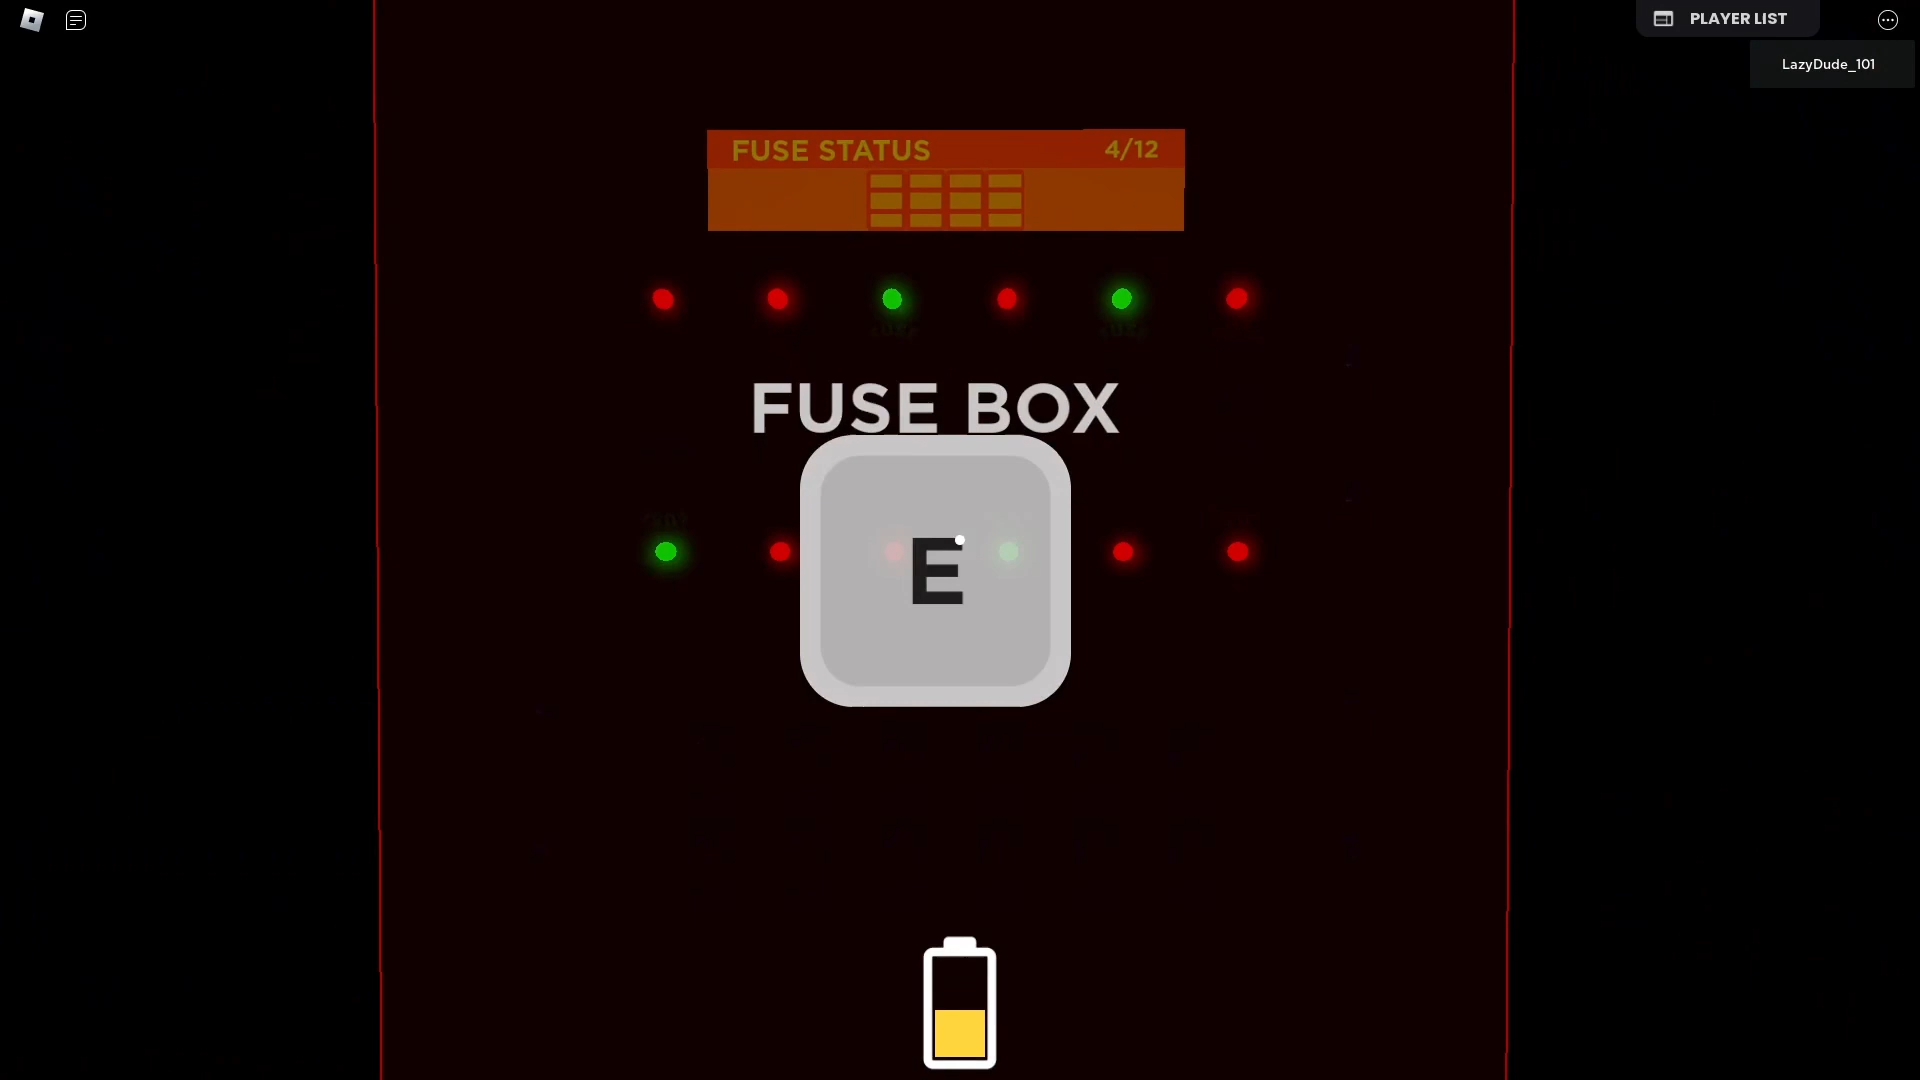 PLAYER LIST
LazyDude_101
FUSE STATUS 4/12
FUSE BOX
E